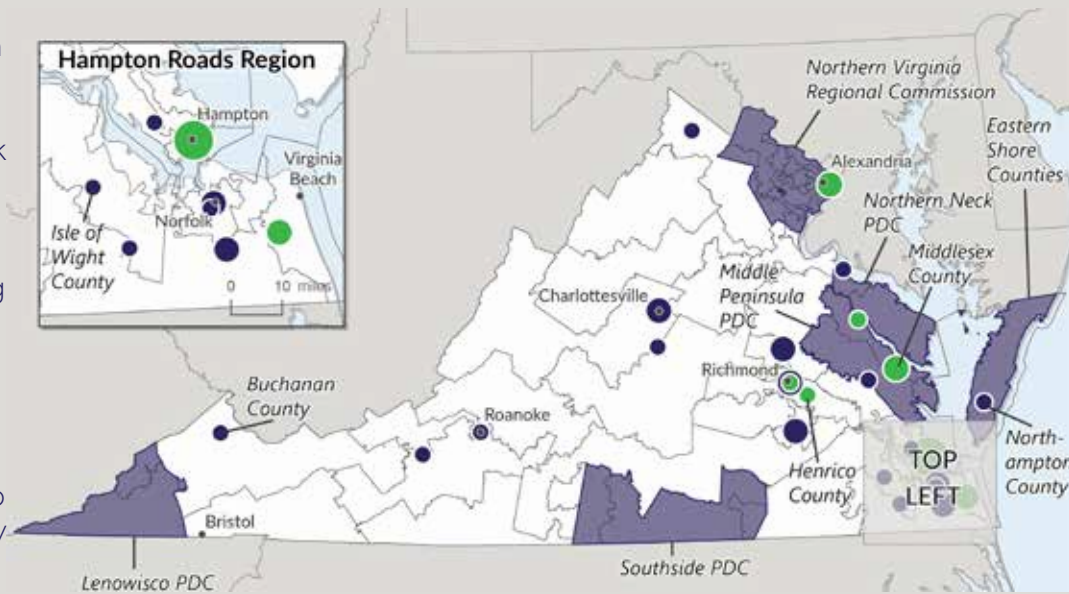 Hampton Roads Region
Hampton
Virginia
Beach
Norfolk
Isle of
Wight
County
0 10 miles
Northern Virginia
Regional Commission
Eastern
Shore
Counties
Alexandria
Northern Neck
PDC
Middlesex
County
Middle
Peninsula
PDC
Charlottesville
Richmond
Buchanan
County
Roanoke
Henrico
County
North-
ampton
County
TOP
LEFT
Bristol
Lenowisco PDC
Southside PDC